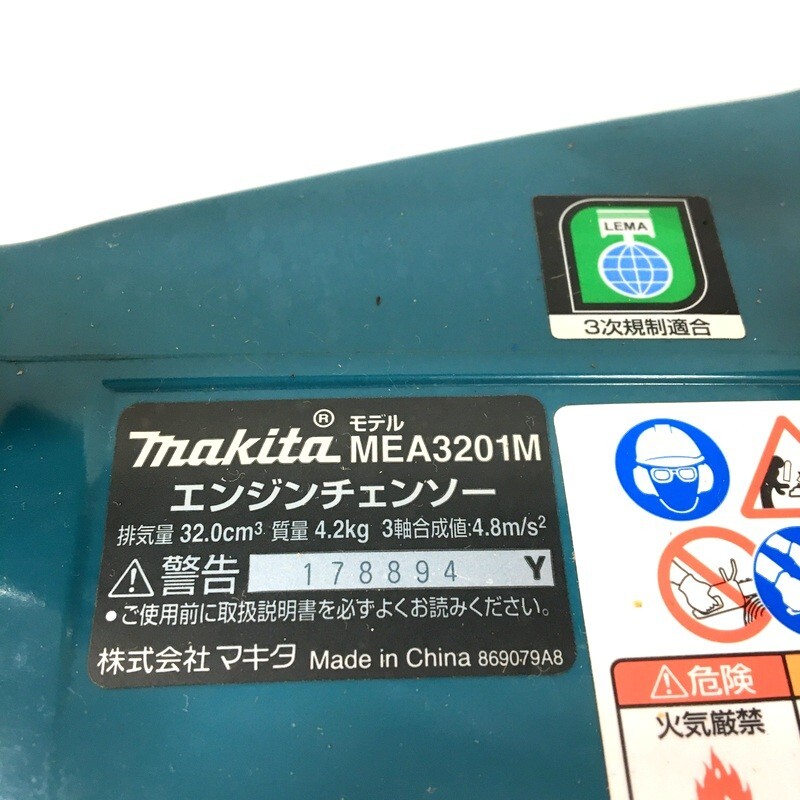 LEMA
3次規制適合
makita® モデル MEA3201M
エンジンチェンソー
排気量 32.0cm³ 質量 4.2kg 3軸合成値:4.8m/s²
警告 178894 Y
●ご使用前に取扱説明書を必ずよくお読みください。
株式会社 マキタ Made in China 869079A8
危険
火気厳禁